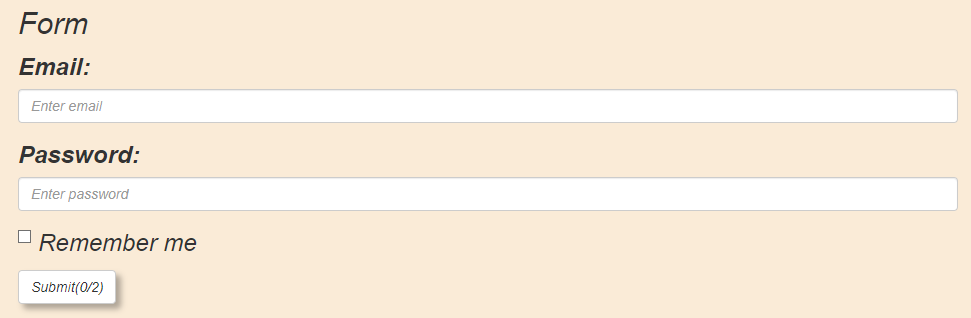 Form
Email:
Enter email
Password:
Enter password
Remember me
Submit(0/2)